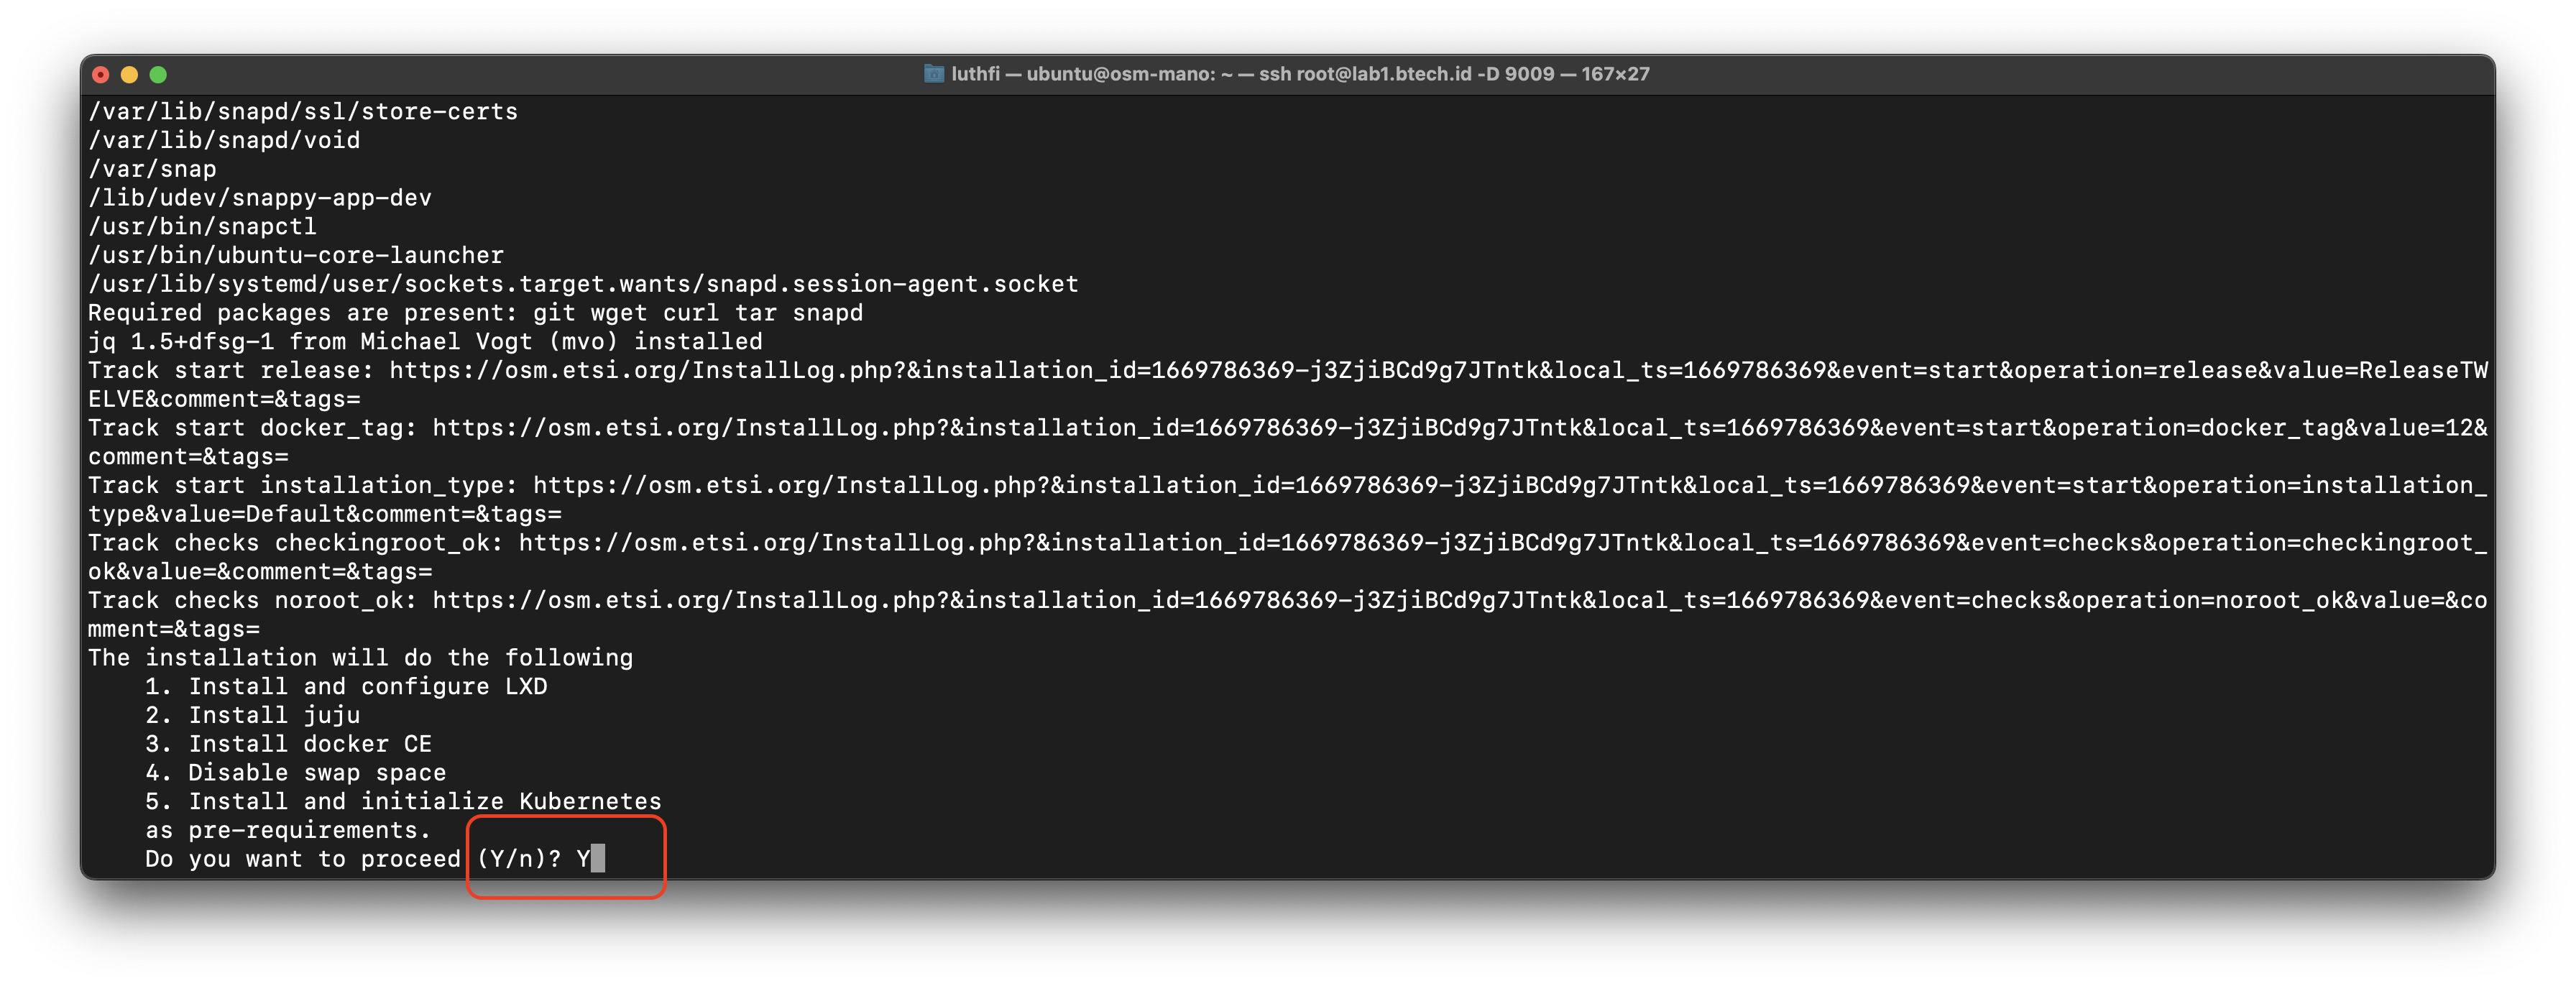 luthfi — ubuntu@osm-mano: ~ — ssh root@lab1.btech.id -D 9009 — 167×27
/var/lib/snapd/ssl/store-certs
/var/lib/snapd/void
/var/snap
/lib/udev/snappy-app-dev
/usr/bin/snapctl
/usr/bin/ubuntu-core-launcher
/usr/lib/systemd/user/sockets.target.wants/snapd.session-agent.socket
Required packages are present: git wget curl tar snapd
jq 1.5+dfsg-1 from Michael Vogt (mvo) installed
Track start release: https://osm.etsi.org/InstallLog.php?&installation_id=1669786369-j3ZjiBCd9g7JTntk&local_ts=1669786369&event=start&operation=release&value=ReleaseTW
ELVE&comment=&tags=
Track start docker_tag: https://osm.etsi.org/InstallLog.php?&installation_id=1669786369-j3ZjiBCd9g7JTntk&local_ts=1669786369&event=start&operation=docker_tag&value=12&
comment=&tags=
Track start installation_type: https://osm.etsi.org/InstallLog.php?&installation_id=1669786369-j3ZjiBCd9g7JTntk&local_ts=1669786369&event=start&operation=installation_
type&value=Default&comment=&tags=
Track checks checkingroot_ok: https://osm.etsi.org/InstallLog.php?&installation_id=1669786369-j3ZjiBCd9g7JTntk&local_ts=1669786369&event=checks&operation=checkingroot_
ok&value=&comment=&tags=
Track checks noroot_ok: https://osm.etsi.org/InstallLog.php?&installation_id=1669786369-j3ZjiBCd9g7JTntk&local_ts=1669786369&event=checks&operation=noroot_ok&value=&co
mment=&tags=
The installation will do the following
    1. Install and configure LXD
    2. Install juju
    3. Install docker CE
    4. Disable swap space
    5. Install and initialize Kubernetes
    as pre-requirements.
    Do you want to proceed (Y/n)? Y